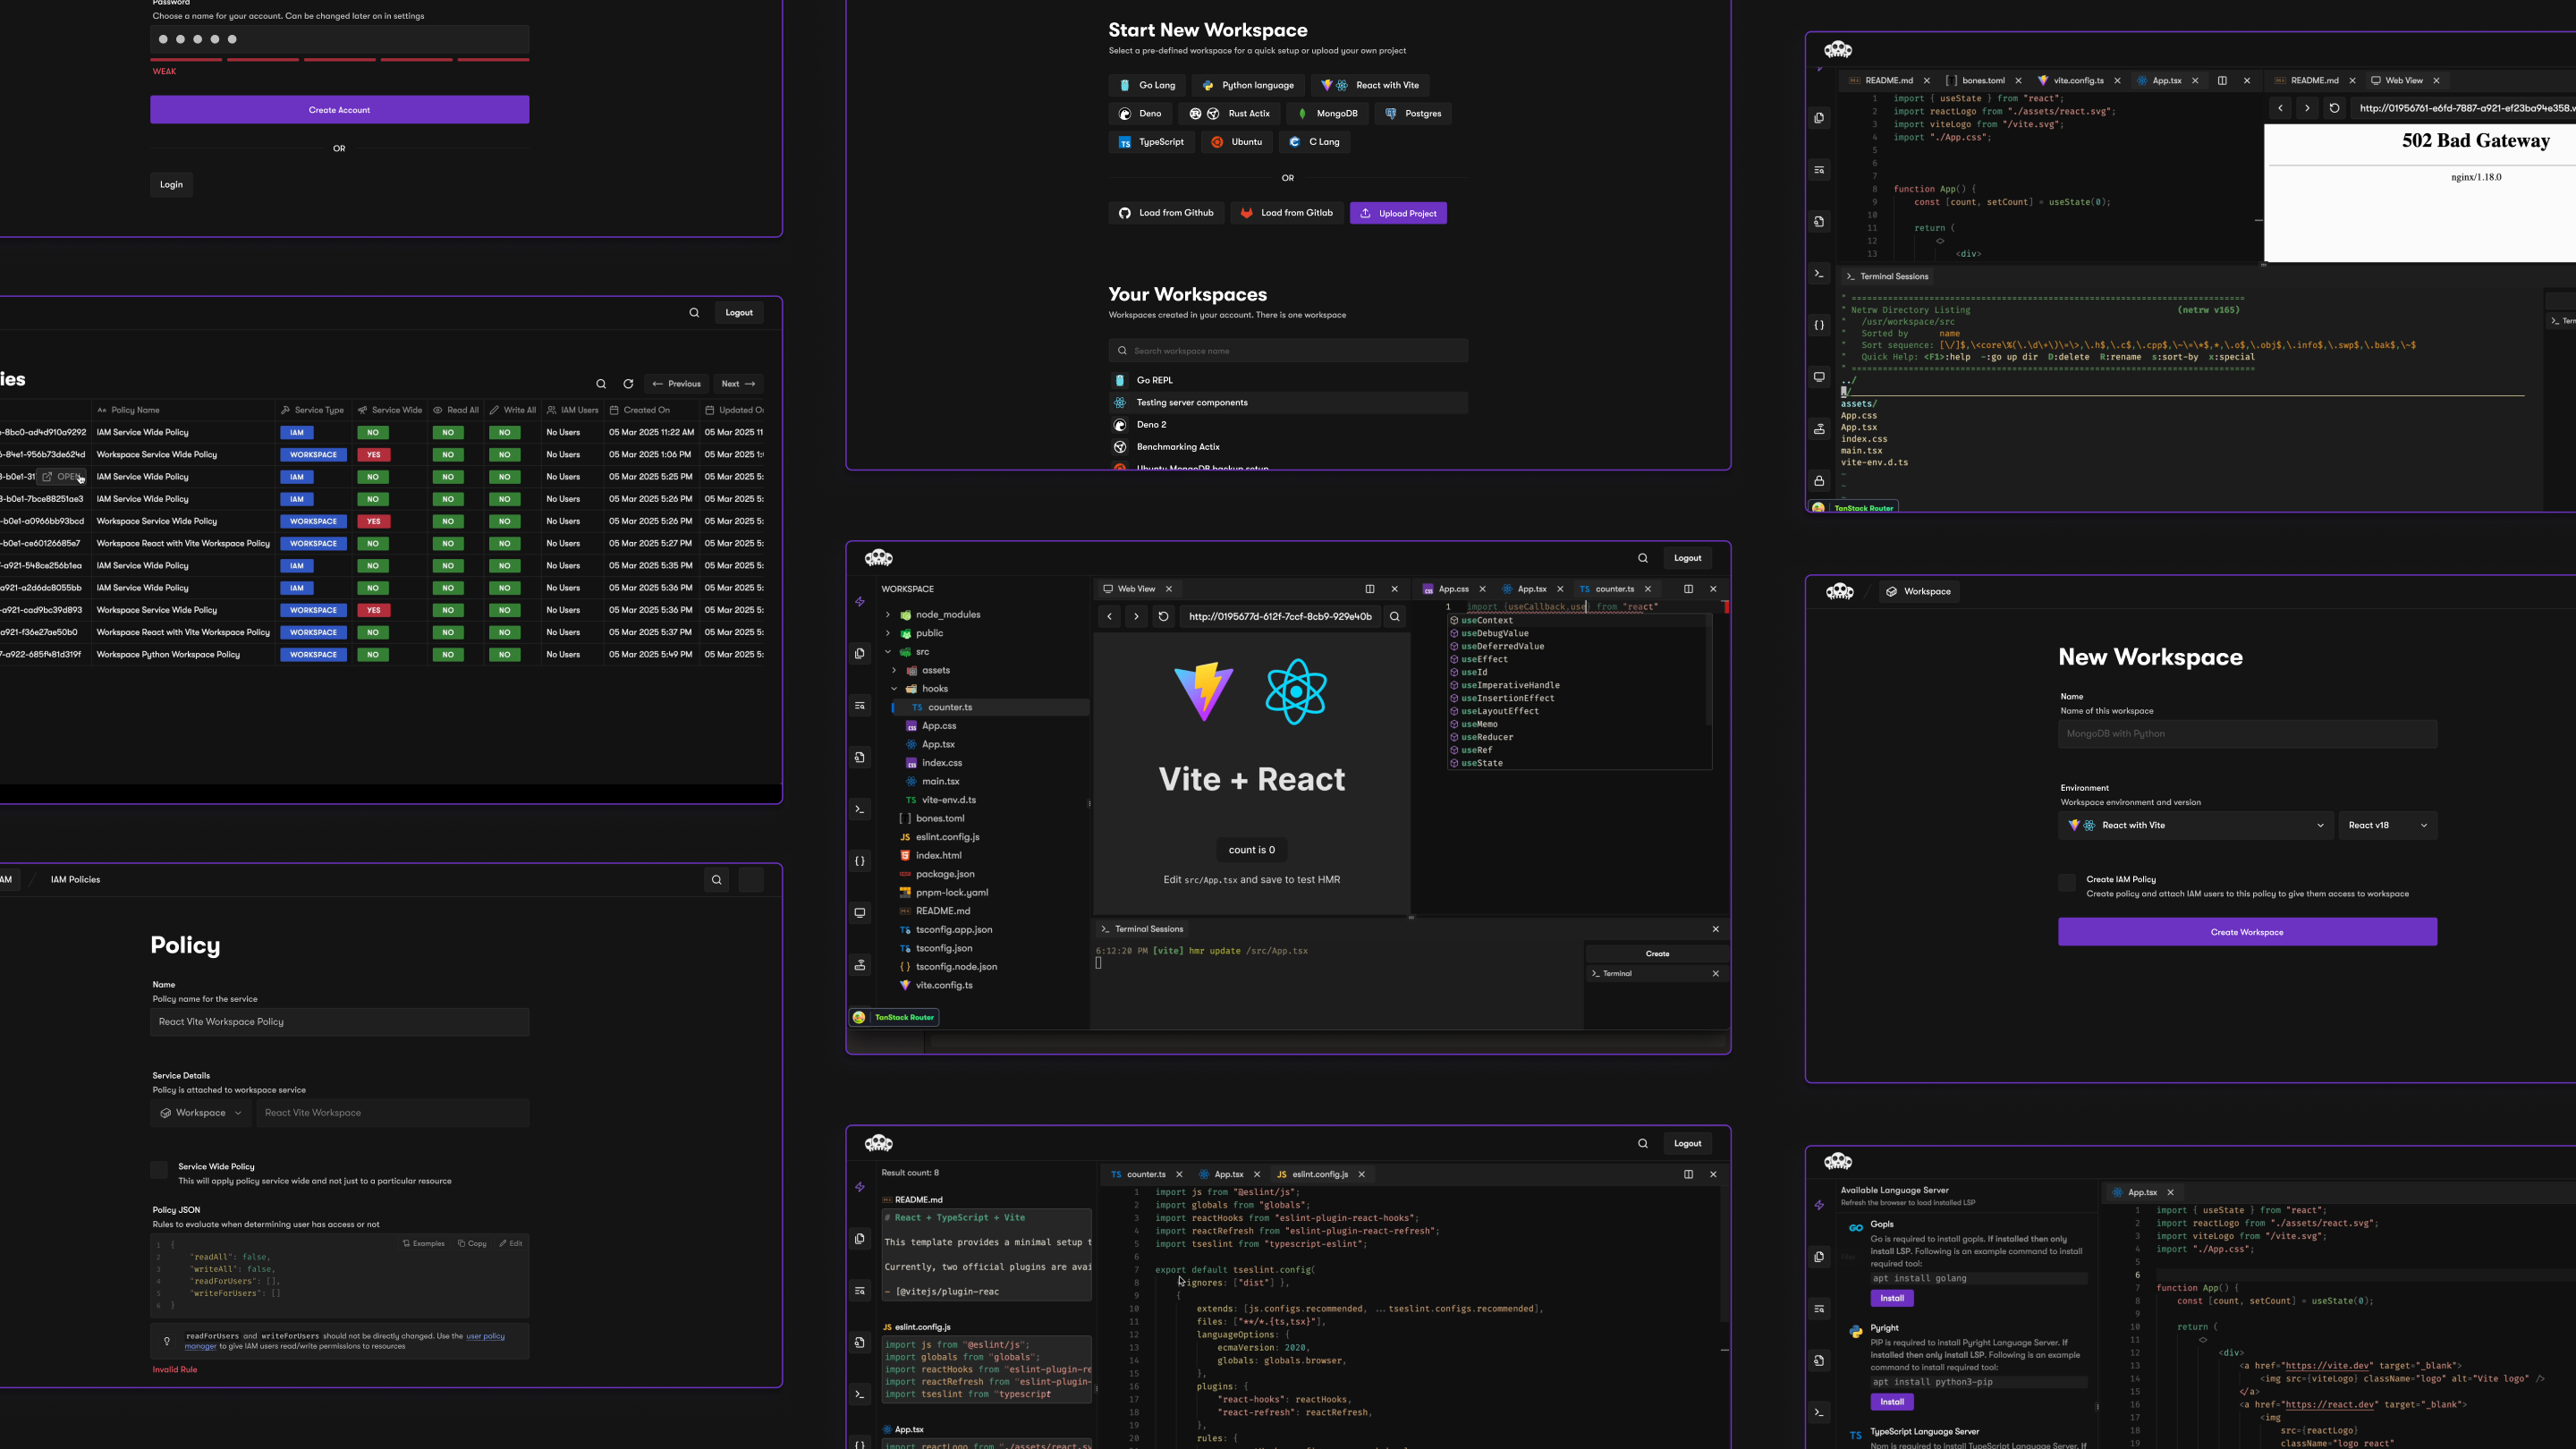 Password
Choose a name for your account. Can be changed later on in settings
WEAK
Create Account
OR
Login
Logout
ies
Previous
Next
Policy Name
Service Type
Service Wide
Read All
Write All
IAM Users
Created On
Updated On
-8bc0-ad4d910a9292 IAM Service Wide Policy IAM NO NO NO No Users 05 Mar 2025 11:22 AM 05 Mar 2025 11
-84e1-956b73de624d Workspace Service Wide Policy WORKSPACE YES NO NO No Users 05 Mar 2025 1:06 PM 05 Mar 2025 1:
-b0e1-31 OPEN IAM Service Wide Policy IAM NO NO NO No Users 05 Mar 2025 5:25 PM 05 Mar 2025 5:
-b0e1-7bce88251ae3 IAM Service Wide Policy IAM NO NO NO No Users 05 Mar 2025 5:26 PM 05 Mar 2025 5:
-b0e1-a0966bb93bcd Workspace Service Wide Policy WORKSPACE YES NO NO No Users 05 Mar 2025 5:26 PM 05 Mar 2025 5:
-b0e1-ce60126685e7 Workspace React with Vite Workspace Policy WORKSPACE NO NO NO No Users 05 Mar 2025 5:27 PM 05 Mar 2025 5:
-a921-548ce256b1ea IAM Service Wide Policy IAM NO NO NO No Users 05 Mar 2025 5:35 PM 05 Mar 2025 5:
a921-a2d6dc8055bb IAM Service Wide Policy IAM NO NO NO No Users 05 Mar 2025 5:36 PM 05 Mar 2025 5:
-a921-cad9bc39d893 Workspace Service Wide Policy WORKSPACE YES NO NO No Users 05 Mar 2025 5:36 PM 05 Mar 2025 5:
a921-f36e27ae50b0 Workspace React with Vite Workspace Policy WORKSPACE NO NO NO No Users 05 Mar 2025 5:37 PM 05 Mar 2025 5:
7-a922-685f481d319f Workspace Python Workspace Policy WORKSPACE NO NO NO No Users 05 Mar 2025 5:49 PM 05 Mar 2025 5:
AM / IAM Policies
Policy
Name
Policy name for the service
React Vite Workspace Policy
Service Details
Policy is attached to workspace service
Workspace
React Vite Workspace
Service Wide Policy
This will apply policy service wide and not just to a particular resource
Policy JSON
Rules to evaluate when determining user has access or not
Examples Copy Edit
1 {
2 "readAll": false,
3 "writeAll": false,
4 "readForUsers": [],
5 "writeForUsers": []
6 }
readForUsers and writeForUsers should not be directly changed. Use the user policy
manager to give IAM users read/write permissions to resources
Invalid Rule
Start New Workspace
Select a pre-defined workspace for a quick setup or upload your own project
Go Lang
Python language
React with Vite
Deno
Rust Actix
MongoDB
Postgres
TypeScript
Ubuntu
C Lang
OR
Load from Github
Load from Gitlab
Upload Project
Your Workspaces
Workspaces created in your account. There is one workspace
Search workspace name
Go REPL
Testing server components
Deno 2
Benchmarking Actix
Ubuntu MongoDB backup setup
Logout
WORKSPACE
node_modules
public
src
assets
hooks
TS counter.ts
App.css
App.tsx
index.css
main.tsx
TS vite-env.d.ts
[ ] bones.toml
JS eslint.config.js
index.html
package.json
pnpm-lock.yaml
README.md
tsconfig.app.json
tsconfig.json
{ } tsconfig.node.json
vite.config.ts
TanStack Router
Web View
http://0195677d-612f-7ccf-8cb9-929e40b
Vite + React
count is 0
Edit src/App.tsx and save to test HMR
App.css
App.tsx
TS counter.ts
1 import {useCallback,use} from "react"
useContext
useDebugValue
useDeferredValue
useEffect
useId
useImperativeHandle
useInsertionEffect
useLayoutEffect
useMemo
useReducer
useRef
useState
Terminal Sessions
6:12:20 PM [vite] hmr update /src/App.tsx
Create
Terminal
Logout
Result count: 8
README.md
# React + TypeScript + Vite
This template provides a minimal setup t
Currently, two official plugins are avai
- [@vitejs/plugin-reac
JS eslint.config.js
import js from "@eslint/js";
import globals from "globals";
import reactHooks from "eslint-plugin-re
import reactRefresh from "eslint-plugin-
import tseslint from "typescript
App.tsx
import reactLogo from "./assets/react.sv
TS counter.ts
App.tsx
JS eslint.config.js
1 import js from "@eslint/js";
2 import globals from "globals";
3 import reactHooks from "eslint-plugin-react-hooks";
4 import reactRefresh from "eslint-plugin-react-refresh";
5 import tseslint from "typescript-eslint";
6
7 export default tseslint.config(
8 { ignores: ["dist"] },
9 {
10 extends: [js.configs.recommended, ...tseslint.configs.recommended],
11 files: ["**/*.{ts,tsx}"],
12 languageOptions: {
13 ecmaVersion: 2020,
14 globals: globals.browser,
15 },
16 plugins: {
17 "react-hooks": reactHooks,
18 "react-refresh": reactRefresh,
19 },
20 rules: {
README.md
[ ] bones.toml
vite.config.ts
App.tsx
README.md
Web View
1 import { useState } from "react";
2 import reactLogo from "./assets/react.svg";
3 import viteLogo from "/vite.svg";
4 import "./App.css";
5
6
7
8 function App() {
9 const [count, setCount] = useState(0);
10
11 return (
12 <>
13 <div>
http://01956761-e6fd-7887-a921-ef23ba94e358.w
502 Bad Gateway
nginx/1.18.0
Terminal Sessions
" ============================================================================
" Netrw Directory Listing (netrw v165)
" /usr/workspace/src
" Sorted by name
" Sort sequence: [\/]$,\<core\%(\.\d\+\)\=\>,\.h$,\.c$,\.cpp$,\~\=\*$,*,\.o$,\.obj$,\.info$,\.swp$,\.bak$,\~$
" Quick Help: <F1>:help -:go up dir D:delete R:rename s:sort-by x:special
" ==============================================================================
../
./
assets/
App.css
App.tsx
index.css
main.tsx
vite-env.d.ts
~
~
~
Ter
TanStack Router
/ Workspace
New Workspace
Name
Name of this workspace
MongoDB with Python
Environment
Workspace environment and version
React with Vite
React v18
Create IAM Policy
Create policy and attach IAM users to this policy to give them access to workspace
Create Workspace
Available Language Server
Refresh the browser to load installed LSP
GO Gopls
Go is required to install gopls. If installed then only
install LSP. Following is an example command to install
required tool:
apt install golang
Install
Pyright
PIP is required to install Pyright Language Server. If
installed then only install LSP. Following is an example
command to install required tool:
apt install python3-pip
Install
TS TypeScript Language Server
Npm is required to install TypeScript Language Server. If
App.tsx
1 import { useState } from "react";
2 import reactLogo from "./assets/react.svg";
3 import viteLogo from "/vite.svg";
4 import "./App.css";
5
6
7 function App() {
8 const [count, setCount] = useState(0);
9
10 return (
11 <>
12 <div>
13 <a href="https://vite.dev" target="_blank">
14 <img src={viteLogo} className="logo" alt="Vite logo" />
15 </a>
16 <a href="https://react.dev" target="_blank">
17 <img
18 src={reactLogo}
19 className="logo react"